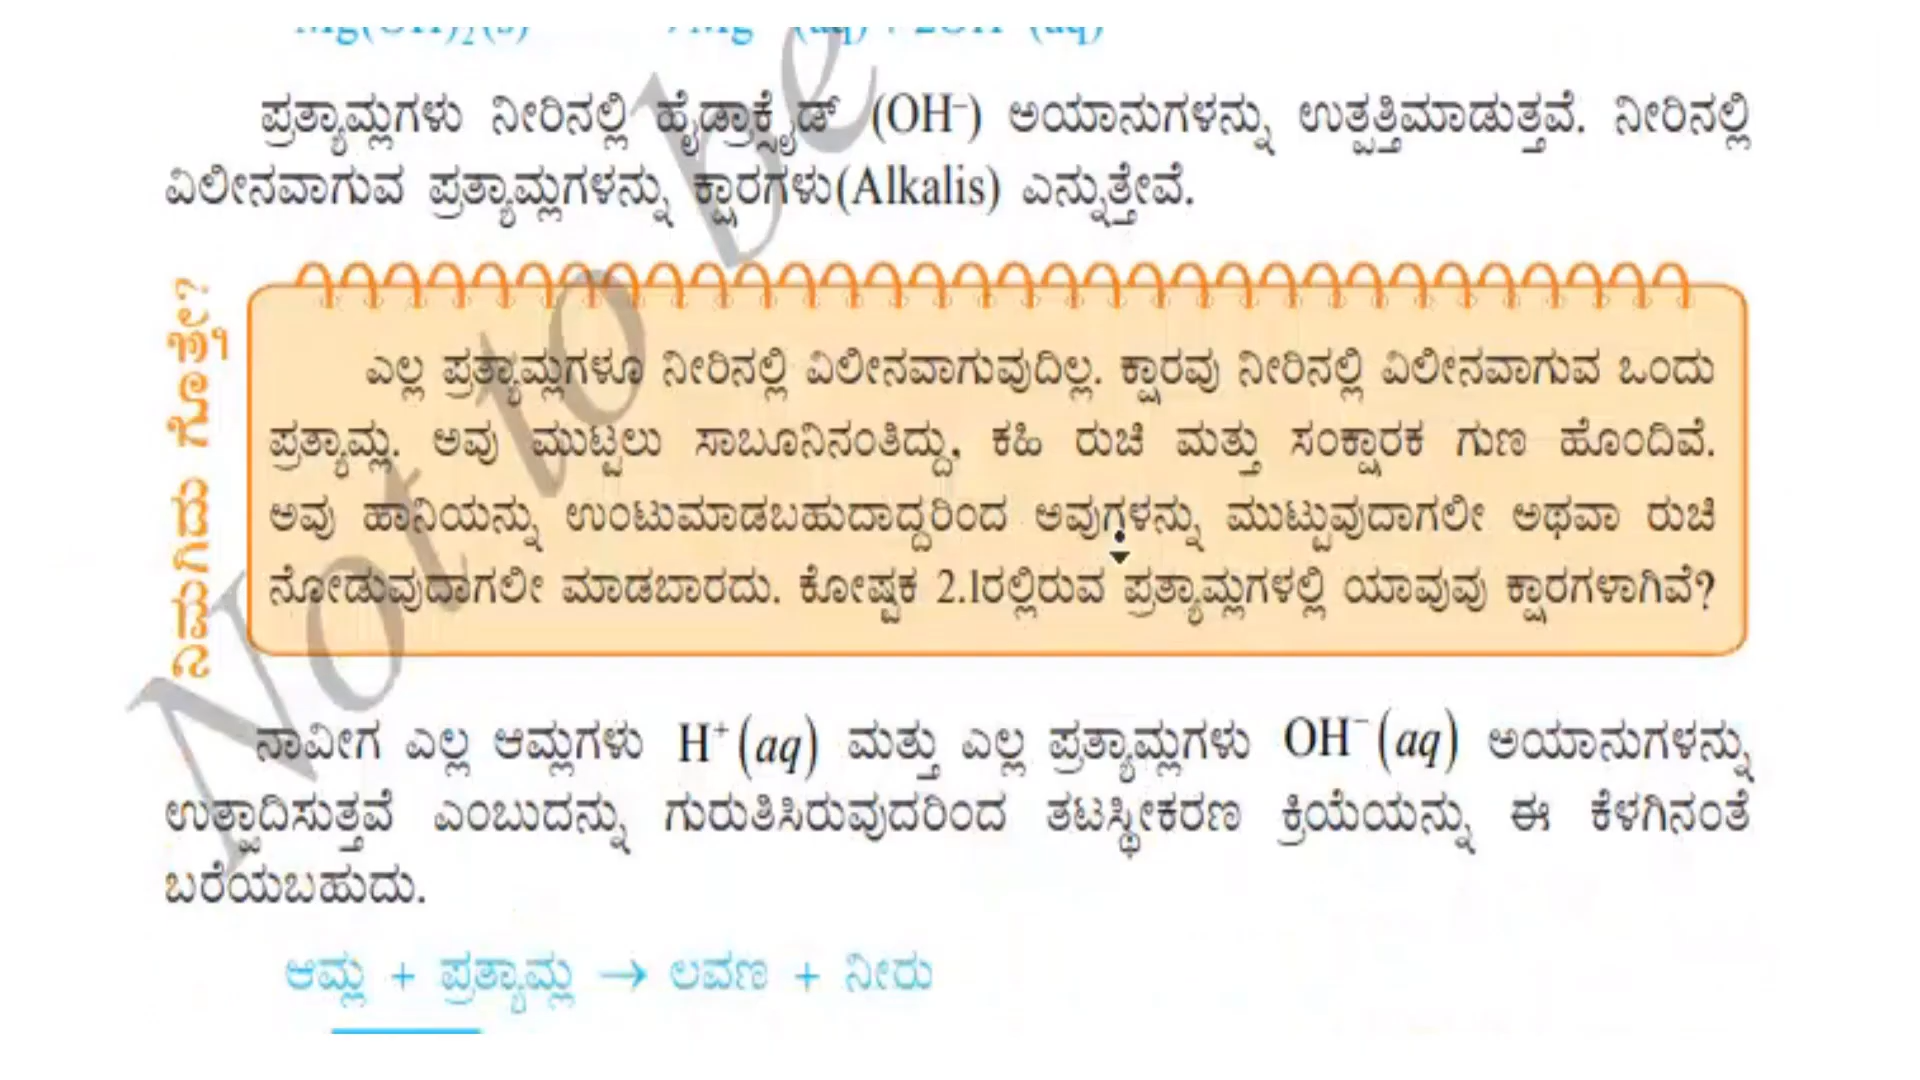 ಪ್ರತ್ಯಾಮ್ಲಗಳು ನೀರಿನಲ್ಲಿ ಹೈಡ್ರಾಕ್ಸೈಡ್ (OH⁻) ಅಯಾನುಗಳನ್ನು ಉತ್ಪತ್ತಿಮಾಡುತ್ತವೆ. ನೀರಿನಲ್ಲಿ
ವಿಲೀನವಾಗುವ ಪ್ರತ್ಯಾಮ್ಲಗಳನ್ನು ಕ್ಷಾರಗಳು(Alkalis) ಎನ್ನುತ್ತೇವೆ.
ನಿಮಗಿದು ಗೊತ್ತೇ?
ಎಲ್ಲ ಪ್ರತ್ಯಾಮ್ಲಗಳೂ ನೀರಿನಲ್ಲಿ ವಿಲೀನವಾಗುವುದಿಲ್ಲ. ಕ್ಷಾರವು ನೀರಿನಲ್ಲಿ ವಿಲೀನವಾಗುವ ಒಂದು
ಪ್ರತ್ಯಾಮ್ಲ. ಅವು ಮುಟ್ಟಲು ಸಾಬೂನಿನಂತಿದ್ದು, ಕಹಿ ರುಚಿ ಮತ್ತು ಸಂಕ್ಷಾರಕ ಗುಣ ಹೊಂದಿವೆ.
ಅವು ಹಾನಿಯನ್ನು ಉಂಟುಮಾಡಬಹುದಾದ್ದರಿಂದ ಅವುಗಳನ್ನು ಮುಟ್ಟುವುದಾಗಲೀ ಅಥವಾ ರುಚಿ
ನೋಡುವುದಾಗಲೀ ಮಾಡಬಾರದು. ಕೋಷ್ಟಕ 2.1ರಲ್ಲಿರುವ ಪ್ರತ್ಯಾಮ್ಲಗಳಲ್ಲಿ ಯಾವುವು ಕ್ಷಾರಗಳಾಗಿವೆ?
ನಾವೀಗ ಎಲ್ಲ ಆಮ್ಲಗಳು H⁺(aq) ಮತ್ತು ಎಲ್ಲ ಪ್ರತ್ಯಾಮ್ಲಗಳು OH⁻(aq) ಅಯಾನುಗಳನ್ನು
ಉತ್ಪಾದಿಸುತ್ತವೆ ಎಂಬುದನ್ನು ಗುರುತಿಸಿರುವುದರಿಂದ ತಟಸ್ಥೀಕರಣ ಕ್ರಿಯೆಯನ್ನು ಈ ಕೆಳಗಿನಂತೆ
ಬರೆಯಬಹುದು.
ಆಮ್ಲ + ಪ್ರತ್ಯಾಮ್ಲ → ಲವಣ + ನೀರು
Not to be